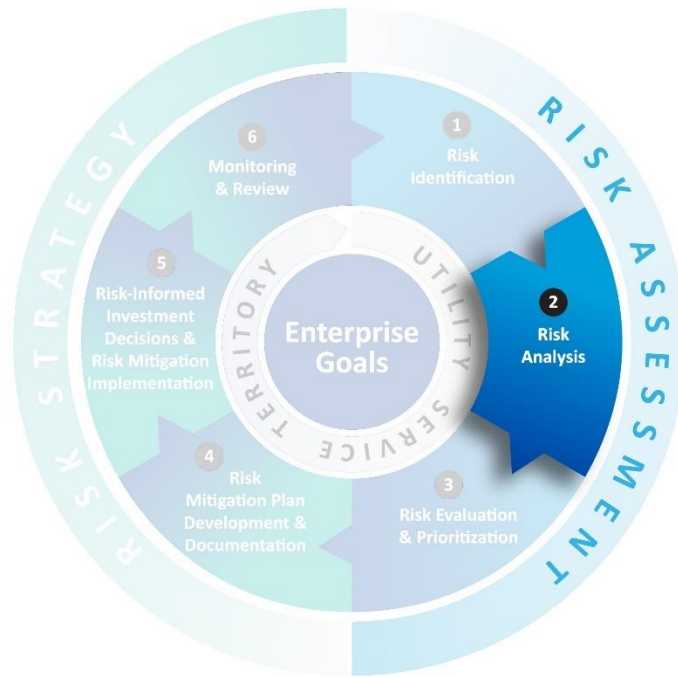 RISK ASSESSMENT
RISK STRATEGY
1
Risk
Identification
2
Risk
Analysis
3
Risk Evaluation
& Prioritization
4
Risk
Mitigation Plan
Development &
Documentation
5
Risk-Informed
Investment
Decisions &
Risk Mitigation
Implementation
6
Monitoring
& Review
UTILITY SERVICE TERRITORY
Enterprise
Goals